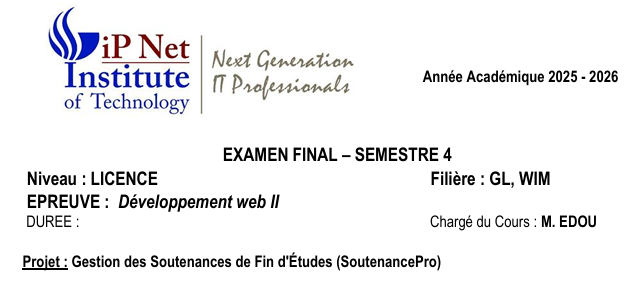 iP Net
Institute
of Technology
Next Generation
IT Professionals
Année Académique 2025 - 2026
EXAMEN FINAL – SEMESTRE 4
Niveau : LICENCE
Filière : GL, WIM
EPREUVE : Développement web II
DUREE :
Chargé du Cours : M. EDOU
Projet : Gestion des Soutenances de Fin d'Études (SoutenancePro)